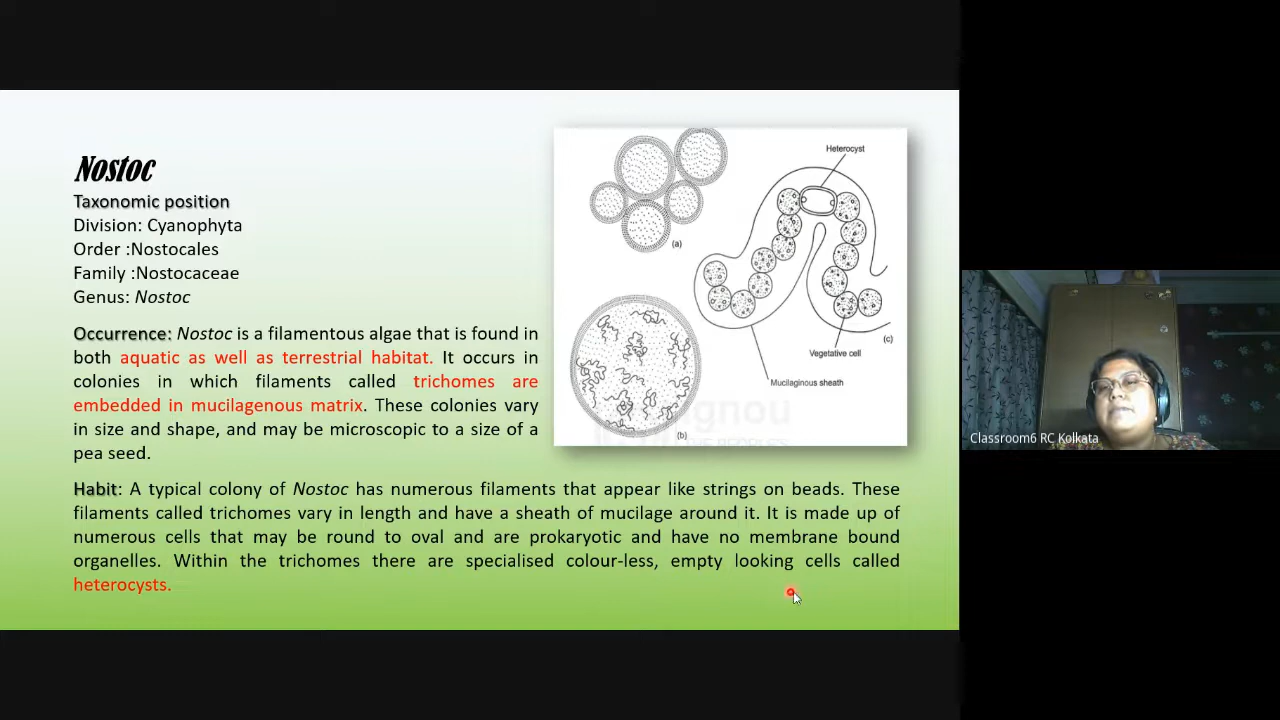 Nostoc
Taxonomic position
Division: Cyanophyta
Order :Nostocales
Family :Nostocaceae
Genus: Nostoc
Occurrence: Nostoc is a filamentous algae that is found in
both aquatic as well as terrestrial habitat. It occurs in
colonies in which filaments called trichomes are
embedded in mucilagenous matrix. These colonies vary
in size and shape, and may be microscopic to a size of a
pea seed.
Heterocyst
(a)
(c)
Vegetative cell
Mucilaginous sheath
(b)
Habit: A typical colony of Nostoc has numerous filaments that appear like strings on beads. These
filaments called trichomes vary in length and have a sheath of mucilage around it. It is made up of
numerous cells that may be round to oval and are prokaryotic and have no membrane bound
organelles. Within the trichomes there are specialised colour-less, empty looking cells called
heterocysts.
Classroom6 RC Kolkata